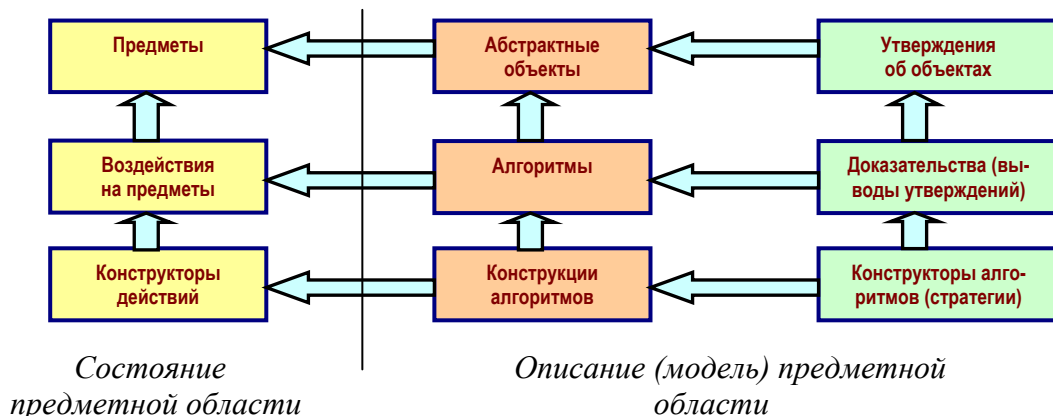 Предметы
Абстрактные
объекты
Утверждения
об объектах
Воздействия
на предметы
Алгоритмы
Доказательства (вы-
воды утверждений)
Конструкторы
действий
Конструкции
алгоритмов
Конструкторы алго-
ритмов (стратегии)
Состояние
предметной области
Описание (модель) предметной
области